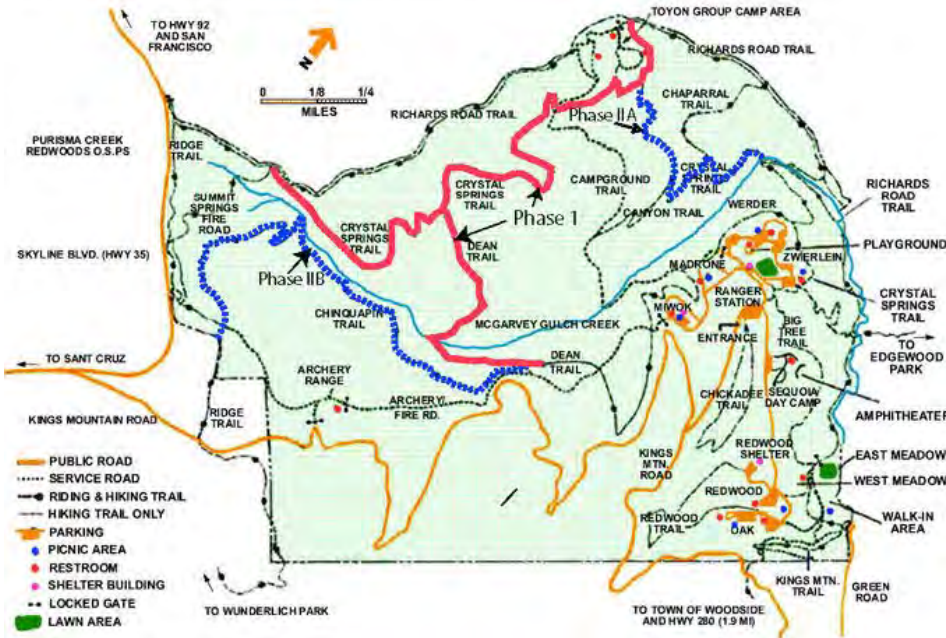 TO HWY 92
AND SAN
FRANCISCO
N
0 1/8 1/4
MILES
TOYON GROUP CAMP AREA
RICHARDS ROAD TRAIL
RICHARDS ROAD TRAIL
Phase IIA
CHAPARRAL
TRAIL
PURISMA CREEK
REDWOODS O.S.PS
RIDGE
TRAIL
SUMMIT
SPRINGS
FIRE
ROAD
CRYSTAL
SPRINGS
TRAIL
CAMPGROUND
TRAIL
CRYSTAL
SPRINGS
TRAIL
RICHARDS
ROAD
TRAIL
CANYON TRAIL
WERDER
Phase 1
CRYSTAL
SPRINGS
TRAIL
DEAN
TRAIL
SKYLINE BLVD. (HWY 35)
Phase IIB
PLAYGROUND
ZWIERLEIN
MADRONE
RANGER
STATION
CRYSTAL
SPRINGS
TRAIL
CHINQUAPIN
TRAIL
MIWOK
MCGARVEY GULCH CREEK
ENTRANCE
BIG
TREE
TRAIL
TO
EDGEWOOD
PARK
TO SANT CRUZ
DEAN
TRAIL
ARCHERY
RANGE
CHICKADEE
TRAIL
SEQUOIA
DAY CAMP
AMPHITHEATER
KINGS MOUNTAIN ROAD
RIDGE
TRAIL
ARCHERY
FIRE RD.
KINGS
MTN.
ROAD
REDWOOD
SHELTER
EAST MEADOW
WEST MEADOW
REDWOOD
REDWOOD
TRAIL
OAK
WALK-IN
AREA
KINGS MTN.
TRAIL
GREEN
ROAD
TO WUNDERLICH PARK
TO TOWN OF WOODSIDE
AND HWY 280 (1.9 MI)
PUBLIC ROAD
SERVICE ROAD
RIDING & HIKING TRAIL
HIKING TRAIL ONLY
PARKING
PICNIC AREA
RESTROOM
SHELTER BUILDING
LOCKED GATE
LAWN AREA